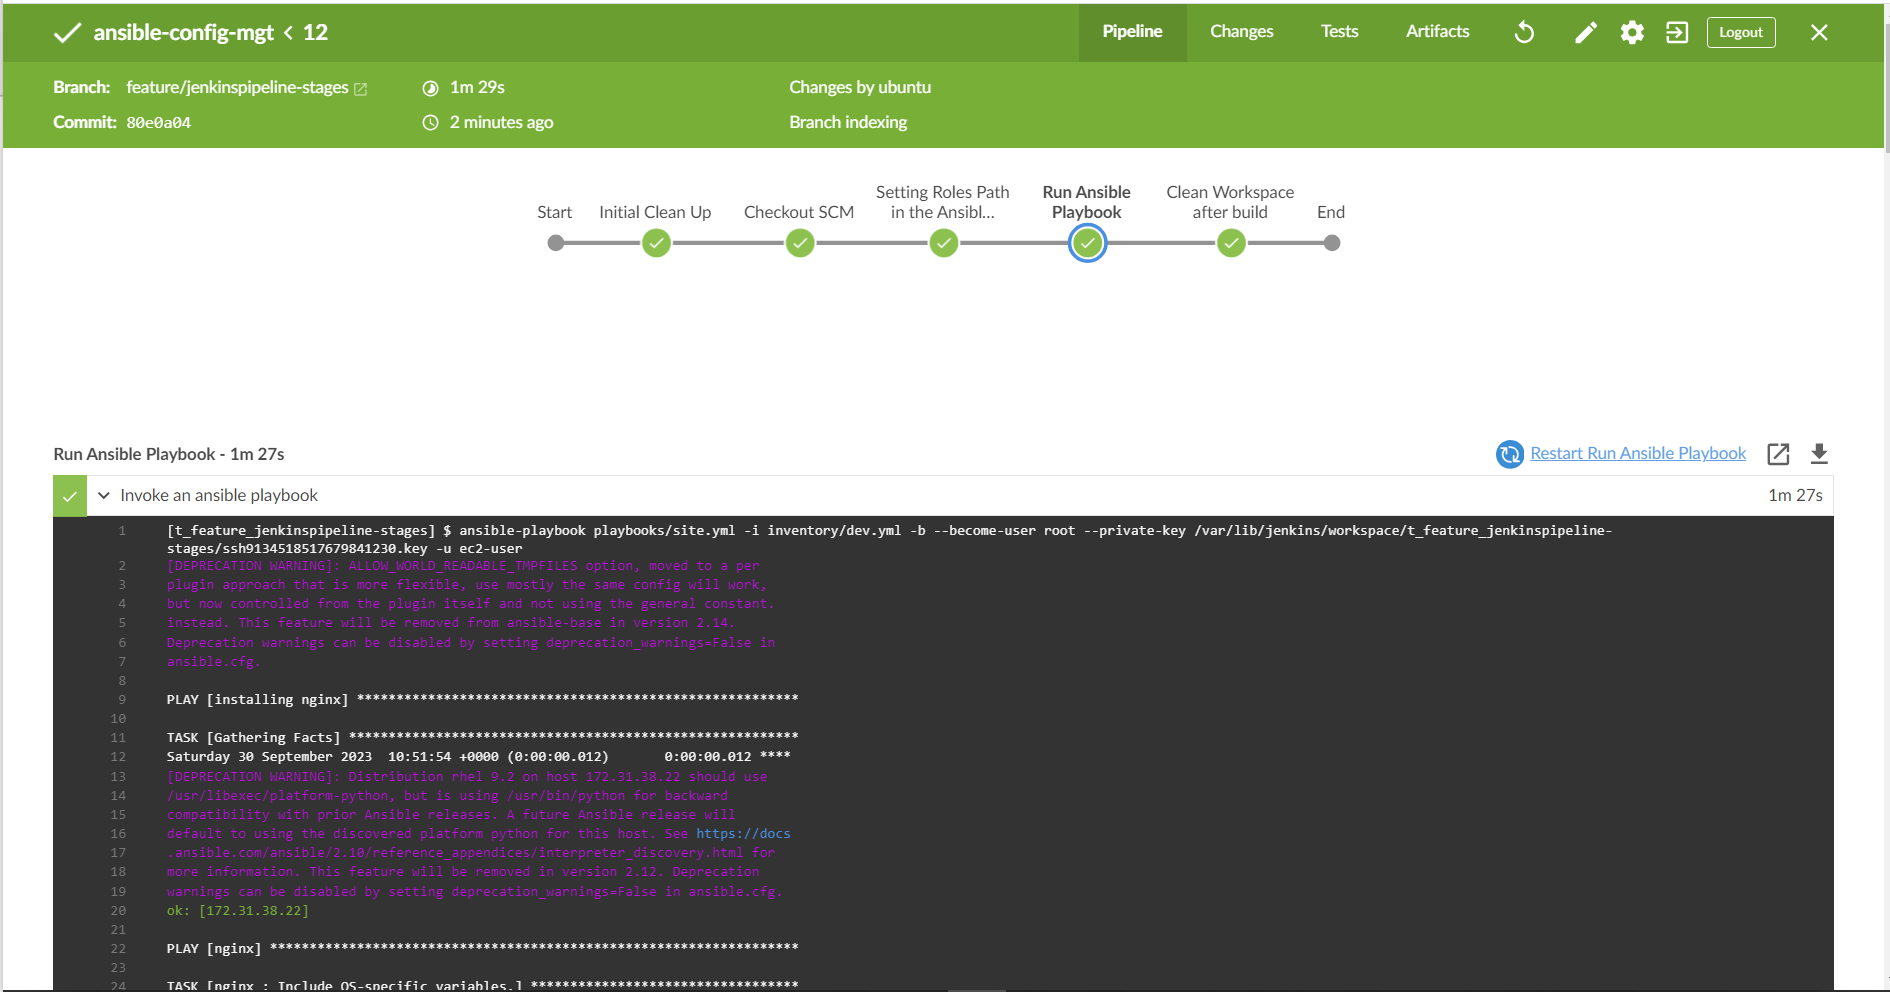 ansible-config-mgt < 12
Pipeline Changes Tests Artifacts Logout
Branch: feature/jenkinspipeline-stages 1m 29s Changes by ubuntu
Commit: 80e0a04 2 minutes ago Branch indexing
Start
Initial Clean Up
Checkout SCM
Setting Roles Path
in the Ansibl...
Run Ansible
Playbook
Clean Workspace
after build
End
Run Ansible Playbook - 1m 27s Restart Run Ansible Playbook
Invoke an ansible playbook 1m 27s
1 [t_feature_jenkinspipeline-stages] $ ansible-playbook playbooks/site.yml -i inventory/dev.yml -b --become-user root --private-key /var/lib/jenkins/workspace/t_feature_jenkinspipeline-
stages/ssh9134518517679841230.key -u ec2-user
2 [DEPRECATION WARNING]: ALLOW_WORLD_READABLE_TMPFILES option, moved to a per
3 plugin approach that is more flexible, use mostly the same config will work,
4 but now controlled from the plugin itself and not using the general constant.
5 instead. This feature will be removed from ansible-base in version 2.14.
6 Deprecation warnings can be disabled by setting deprecation_warnings=False in
7 ansible.cfg.
8
9 PLAY [installing nginx] ********************************************************
10
11 TASK [Gathering Facts] *********************************************************
12 Saturday 30 September 2023  10:51:54 +0000 (0:00:00.012)       0:00:00.012 ****
13 [DEPRECATION WARNING]: Distribution rhel 9.2 on host 172.31.38.22 should use
14 /usr/libexec/platform-python, but is using /usr/bin/python for backward
15 compatibility with prior Ansible releases. A future Ansible release will
16 default to using the discovered platform python for this host. See https://docs
17 .ansible.com/ansible/2.10/reference_appendices/interpreter_discovery.html for
18 more information. This feature will be removed in version 2.12. Deprecation
19 warnings can be disabled by setting deprecation_warnings=False in ansible.cfg.
20 ok: [172.31.38.22]
21
22 PLAY [nginx] *******************************************************************
23
24 TASK [nginx : Include OS-specific variables.] **********************************